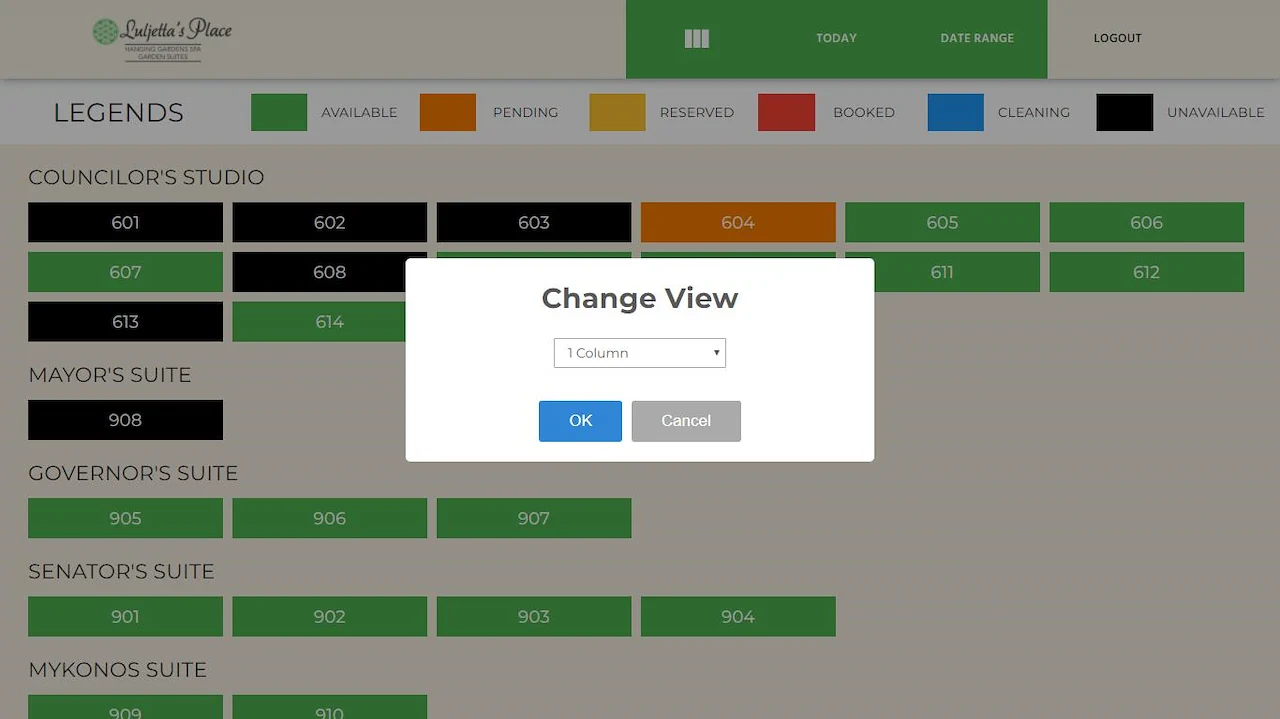 Luljetta's Place
HANGING GARDENS SPA
GARDEN SUITES
TODAY
DATE RANGE
LOGOUT
LEGENDS
AVAILABLE
PENDING
RESERVED
BOOKED
CLEANING
UNAVAILABLE
COUNCILOR'S STUDIO
601 602 603 604 605 606
607 608 611 612
613 614
Change View
1 Column
OK Cancel
MAYOR'S SUITE
908
GOVERNOR'S SUITE
905 906 907
SENATOR'S SUITE
901 902 903 904
MYKONOS SUITE
909 910